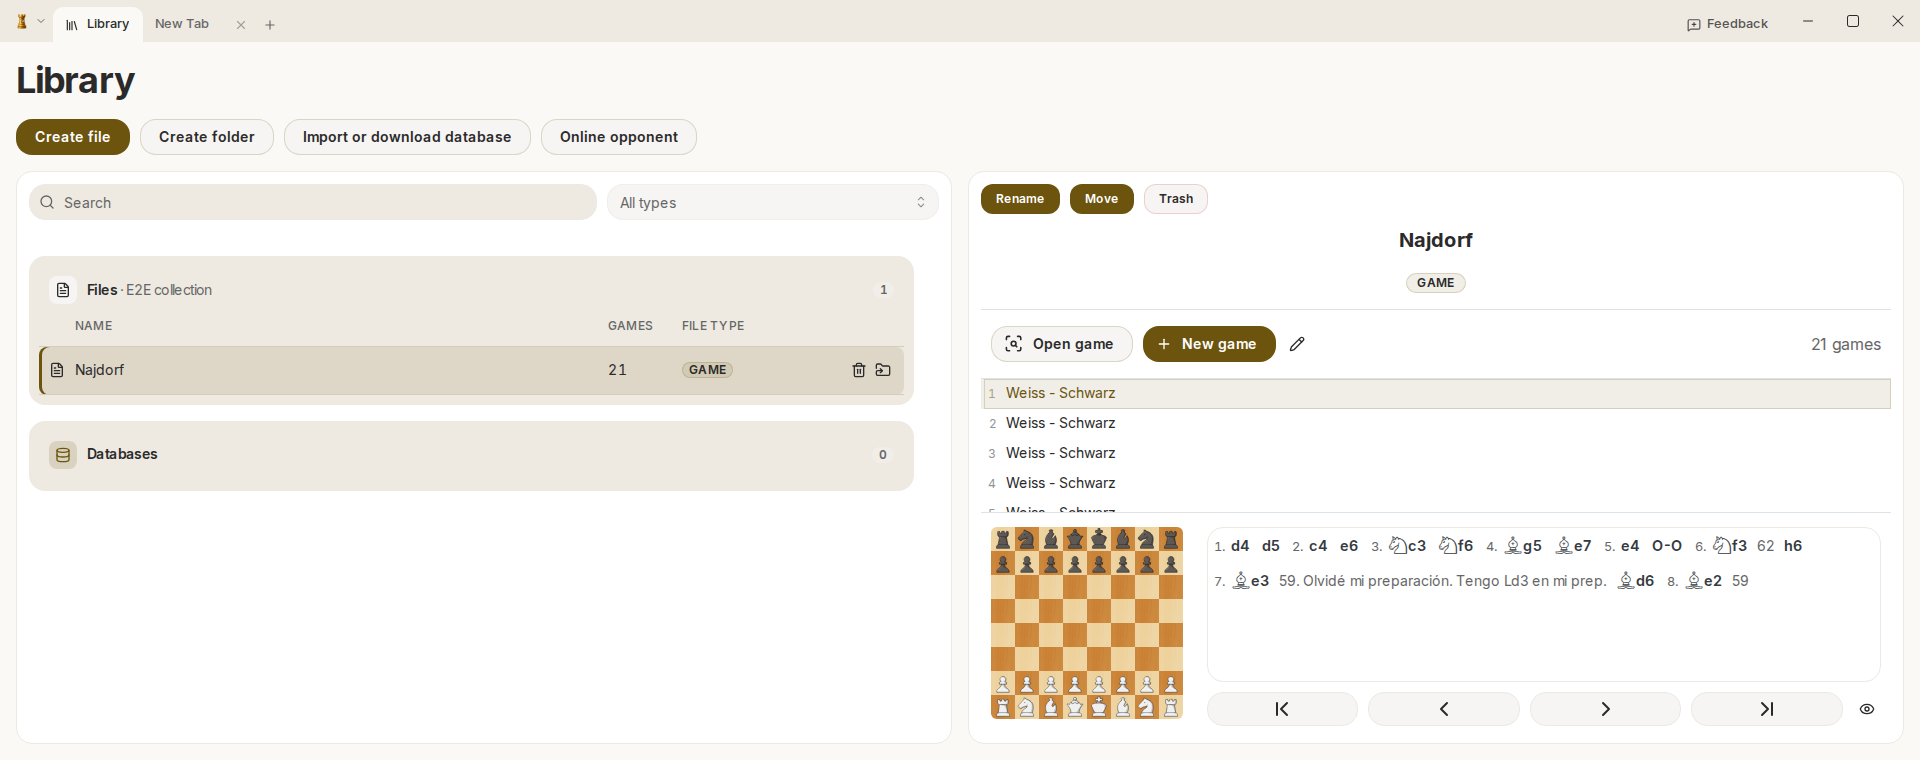 Library
New Tab
Feedback
Library
Create file
Create folder
Import or download database
Online opponent
Search
All types
Files · E2E collection
1
NAME
GAMES
FILE TYPE
Najdorf
21
GAME
Databases
0
Rename
Move
Trash
Najdorf
GAME
Open game
New game
21 games
1 Weiss - Schwarz
2 Weiss - Schwarz
3 Weiss - Schwarz
4 Weiss - Schwarz
5 Weiss - Schwarz
1. d4 d5 2. c4 e6 3. ♘c3 ♘f6 4. ♗g5 ♗e7 5. e4 O-O 6. ♘f3 62 h6
7. ♗e3 59. Olvidé mi preparación. Tengo Ld3 en mi prep. ♗d6 8. ♗e2 59